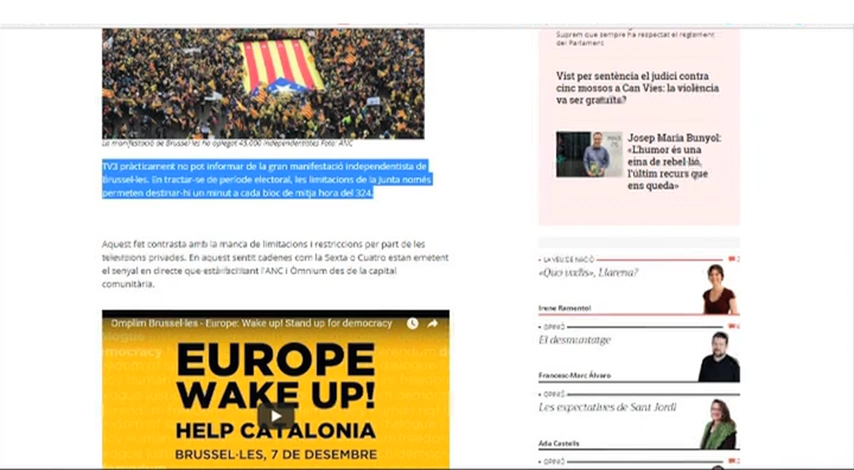 La manifestació de Brussel·les ha aplegat 45.000 independentistes Foto: ANC
TV3 pràcticament no pot informar de la gran manifestació independentista de
Brussel·les. En tractar-se de període electoral, les limitacions de la Junta només
permeten destinar-hi un minut a cada bloc de mitja hora del 324.
Aquest fet contrasta amb la manca de limitacions i restriccions per part de les
televisions privades. En aquest sentit cadenes com la Sexta o Cuatro estan emetent
el senyal en directe que estan facilitant l'ANC i Òmnium des de la capital
comunitària.
Omplim Brussel·les - Europe: Wake up! Stand up for democracy
EUROPE
WAKE UP!
HELP CATALONIA
BRUSSEL·LES, 7 DE DESEMBRE
Suprem que sempre ha respectat el reglament
del Parlament
Vist per sentència el judici contra
cinc mossos a Can Vies: la violència
va ser gratuïta?
Josep Maria Bunyol:
«L'humor és una
eina de rebel·lió,
l'últim recurs que
ens queda»
LA VEU DE NACIÓ
«Quo vadis», Llarena?
Irene Ramentol
OPINIÓ
El desmuntatge
Francesc-Marc Álvaro
OPINIÓ
Les expectatives de Sant Jordi
Ada Castells
OPINIÓ